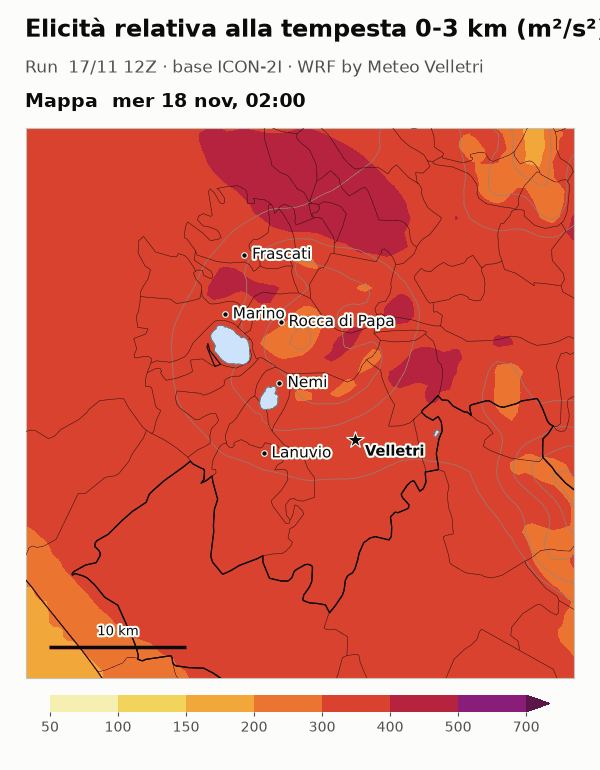 Elicità relativa alla tempesta 0-3 km (m²/s²)
Run 17/11 12Z · base ICON-2I · WRF by Meteo Velletri
Mappa mer 18 nov, 02:00
Frascati
Marino
Rocca di Papa
Nemi
Velletri
Lanuvio
10 km
50 100 150 200 300 400 500 700